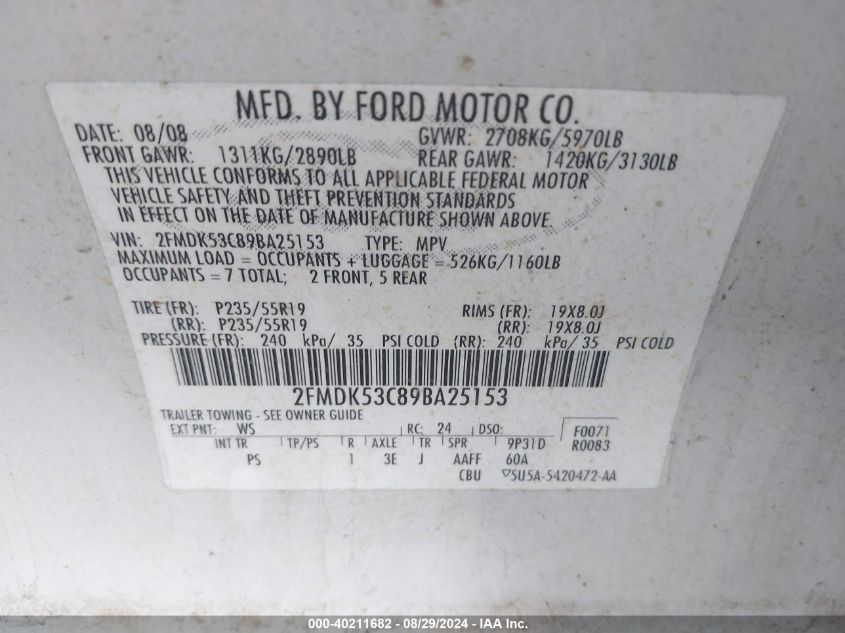 MFD. BY FORD MOTOR CO.
DATE: 08/08 GVWR: 2708KG/5970LB
FRONT GAWR: 1311KG/2890LB REAR GAWR: 1420KG/3130LB
THIS VEHICLE CONFORMS TO ALL APPLICABLE FEDERAL MOTOR
VEHICLE SAFETY AND THEFT PREVENTION STANDARDS
IN EFFECT ON THE DATE OF MANUFACTURE SHOWN ABOVE.
VIN: 2FMDK53C89BA25153 TYPE: MPV
MAXIMUM LOAD = OCCUPANTS + LUGGAGE = 526KG/1160LB
OCCUPANTS = 7 TOTAL; 2 FRONT, 5 REAR
TIRE (FR): P235/55R19 RIMS (FR): 19X8.0J
(RR): P235/55R19 (RR): 19X8.0J
PRESSURE (FR): 240 kPa/ 35 PSI COLD (RR): 240 kPa/ 35 PSI COLD
2FMDK53C89BA25153
TRAILER TOWING - SEE OWNER GUIDE
EXT PNT: WS RC: 24 DSO: F0071
INT TR TP/PS R AXLE TR SPR 9P31D R0083
PS 1 3E J AAFF 60A
CBU 5U5A-5420472-AA
000-40211682 - 08/29/2024 - IAA Inc.